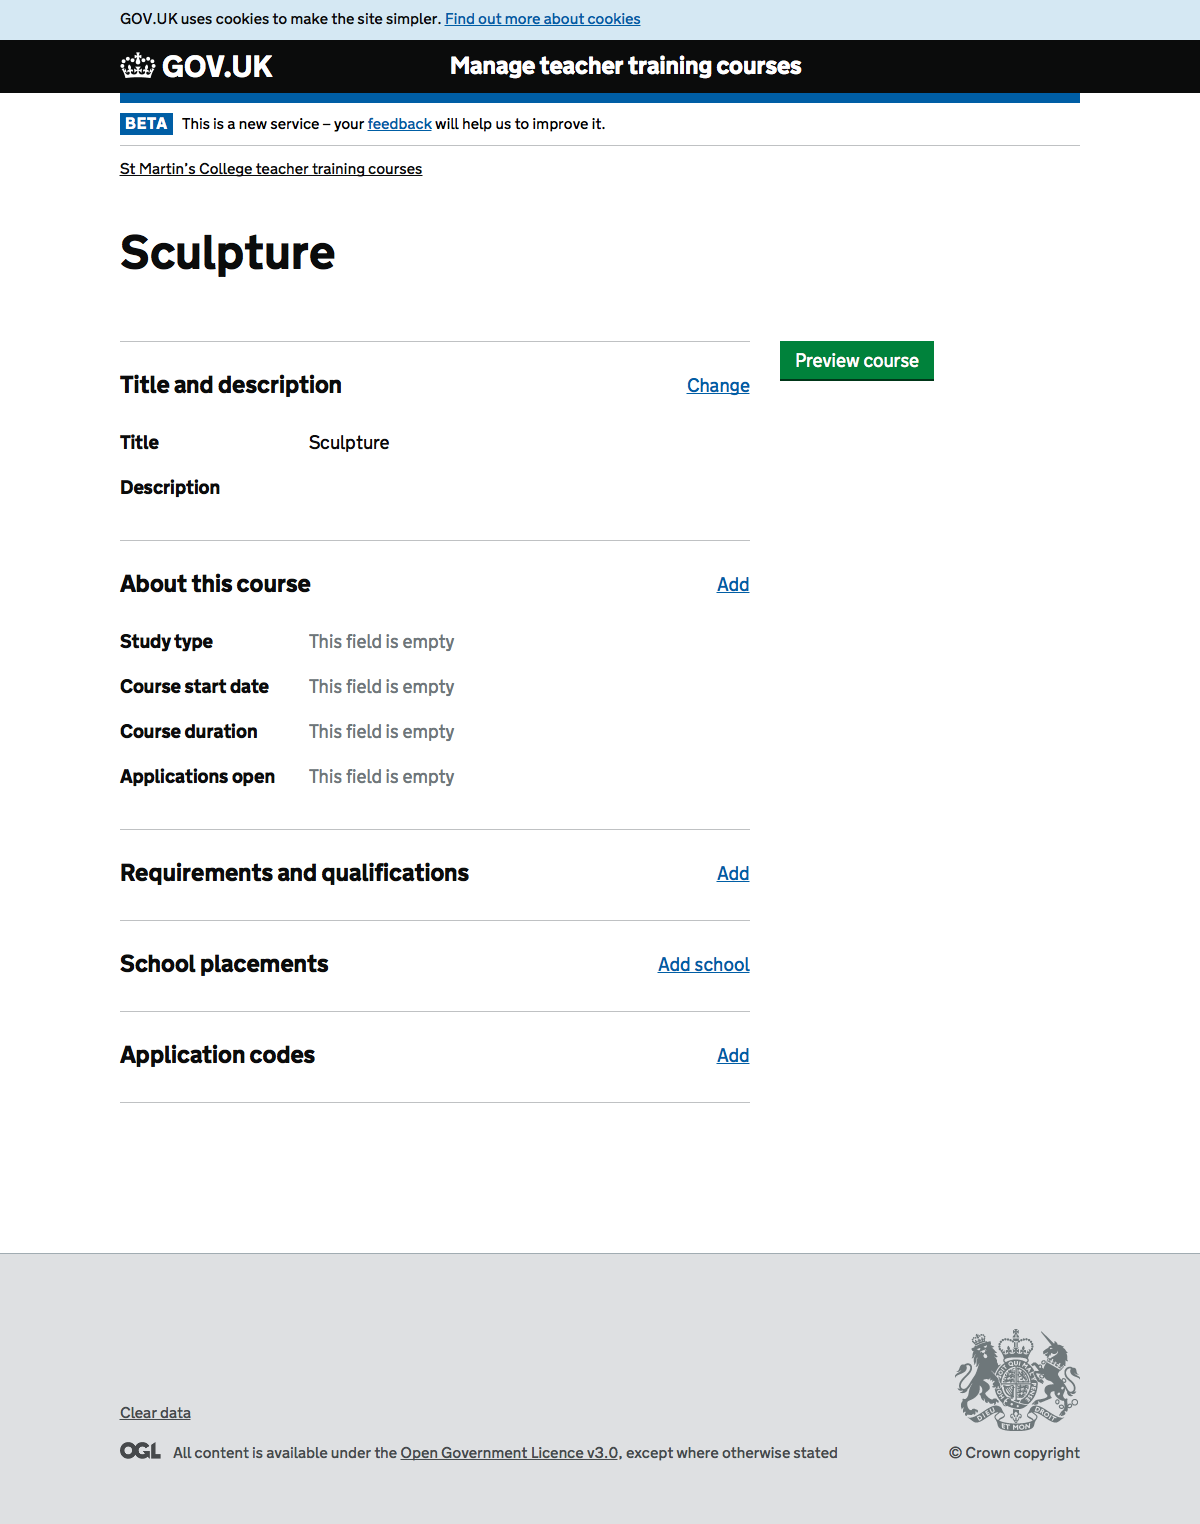 GOV.UK uses cookies to make the site simpler. Find out more about cookies
GOV.UK Manage teacher training courses
BETA This is a new service – your feedback will help us to improve it.
St Martin’s College teacher training courses
Sculpture
Preview course
Title and description Change
Title Sculpture
Description
About this course Add
Study type This field is empty
Course start date This field is empty
Course duration This field is empty
Applications open This field is empty
Requirements and qualifications Add
School placements Add school
Application codes Add
Clear data
DIEU ET MON DROIT
OGL All content is available under the Open Government Licence v3.0, except where otherwise stated
© Crown copyright